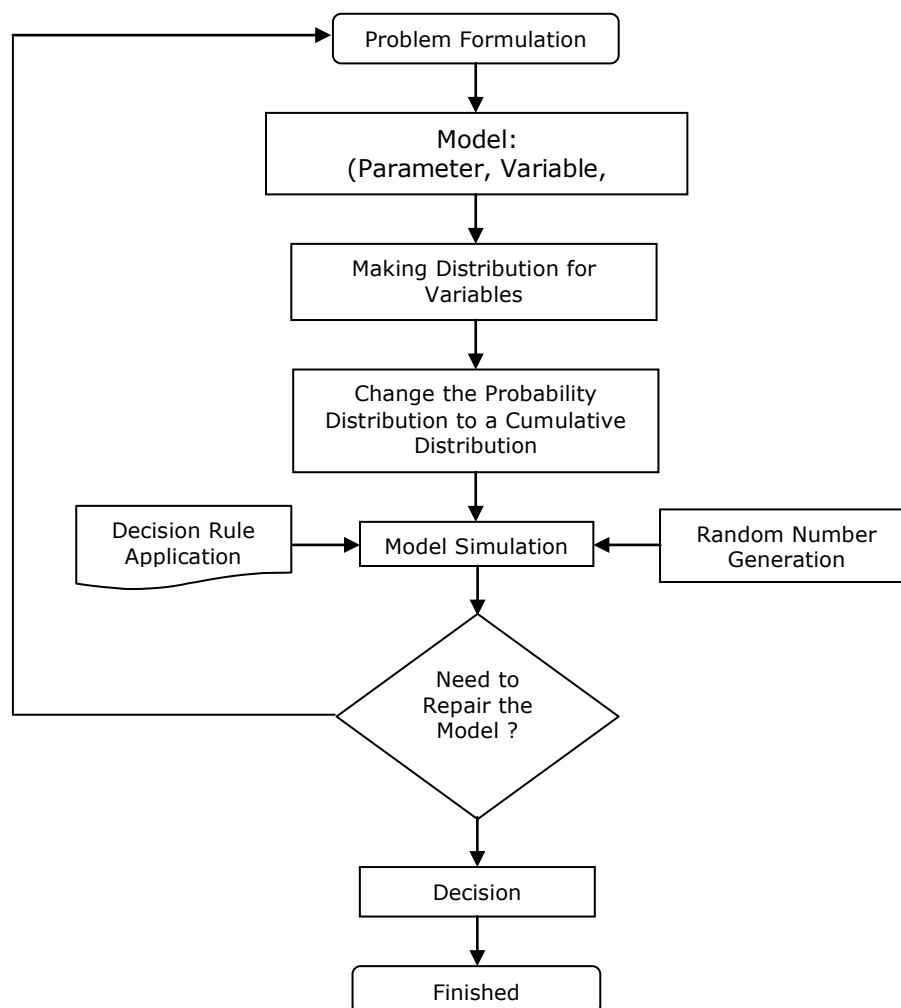 Problem Formulation
Model:
(Parameter, Variable,
Making Distribution for
Variables
Change the Probability
Distribution to a Cumulative
Distribution
Decision Rule
Application
Model Simulation
Random Number
Generation
Need to
Repair the
Model ?
Decision
Finished